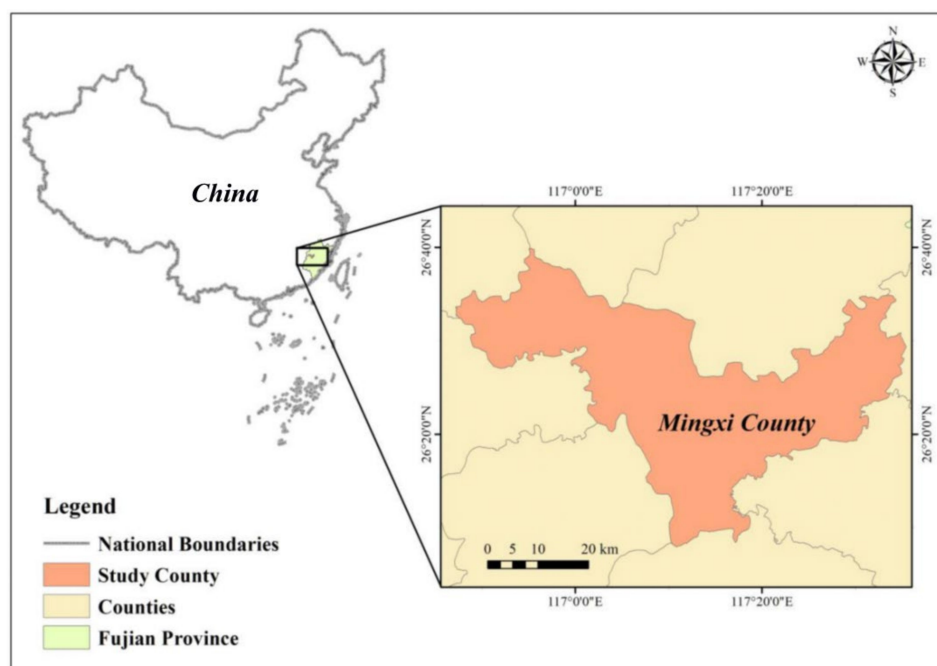 N
W E
S
China
117°0'0"E 117°20'0"E
26°40'0"N 26°40'0"N
Mingxi County
26°20'0"N 26°20'0"N
0 5 10 20 km
117°0'0"E 117°20'0"E
Legend
National Boundaries
Study County
Counties
Fujian Province